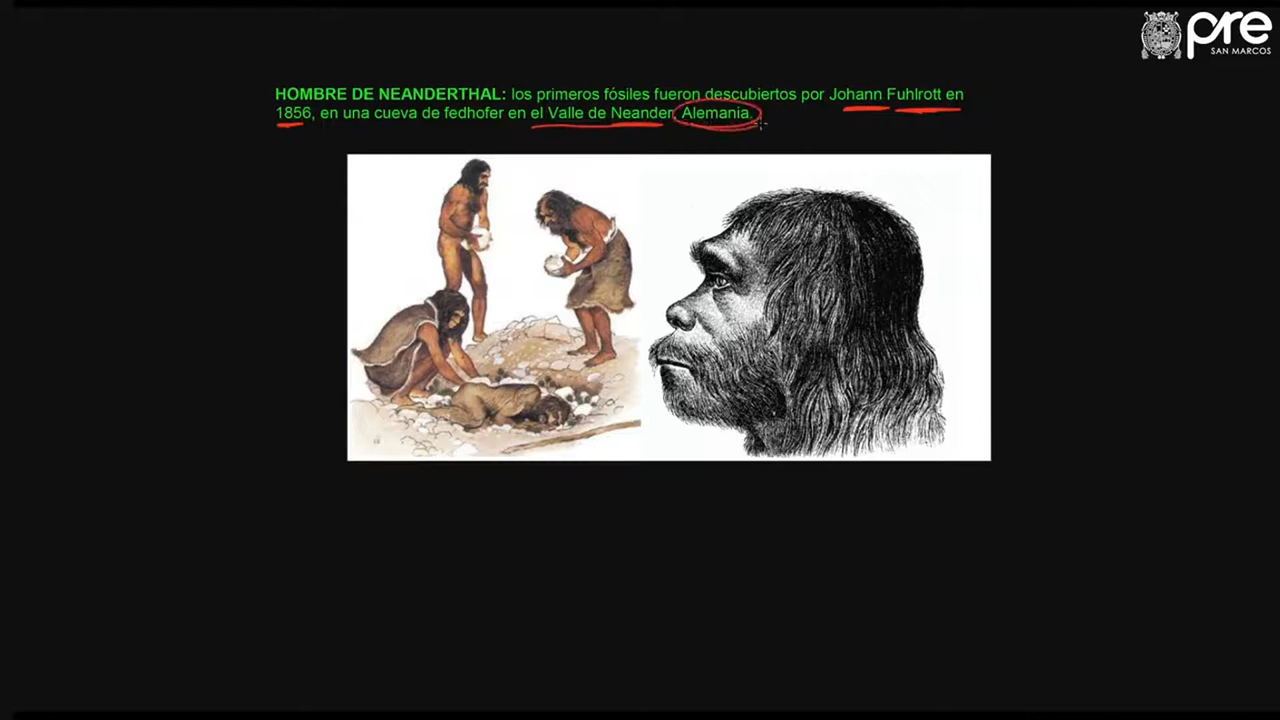 pre
SAN MARCOS
HOMBRE DE NEANDERTHAL: los primeros fósiles fueron descubiertos por Johann Fuhlrott en
1856, en una cueva de fedhofer en el Valle de Neander, Alemania.